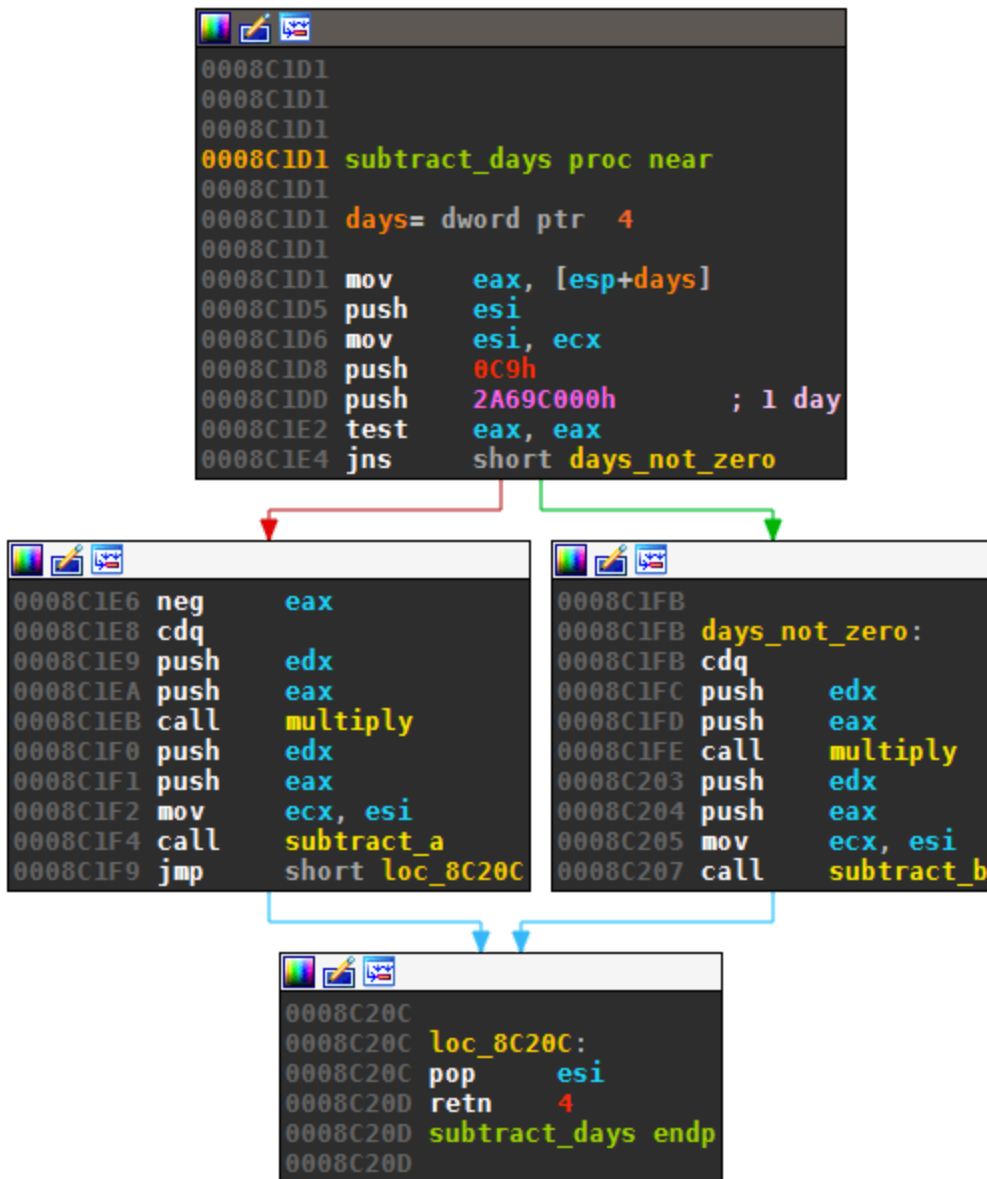 0008C1D1
0008C1D1
0008C1D1
0008C1D1 subtract_days proc near
0008C1D1
0008C1D1 days= dword ptr  4
0008C1D1
0008C1D1 mov     eax, [esp+days]
0008C1D5 push    esi
0008C1D6 mov     esi, ecx
0008C1D8 push    0C9h
0008C1DD push    2A69C000h       ; 1 day
0008C1E2 test    eax, eax
0008C1E4 jns     short days_not_zero
0008C1E6 neg     eax
0008C1E8 cdq
0008C1E9 push    edx
0008C1EA push    eax
0008C1EB call    multiply
0008C1F0 push    edx
0008C1F1 push    eax
0008C1F2 mov     ecx, esi
0008C1F4 call    subtract_a
0008C1F9 jmp     short loc_8C20C
0008C1FB
0008C1FB days_not_zero:
0008C1FB cdq
0008C1FC push    edx
0008C1FD push    eax
0008C1FE call    multiply
0008C203 push    edx
0008C204 push    eax
0008C205 mov     ecx, esi
0008C207 call    subtract_b
0008C20C
0008C20C loc_8C20C:
0008C20C pop     esi
0008C20D retn    4
0008C20D subtract_days endp
0008C20D